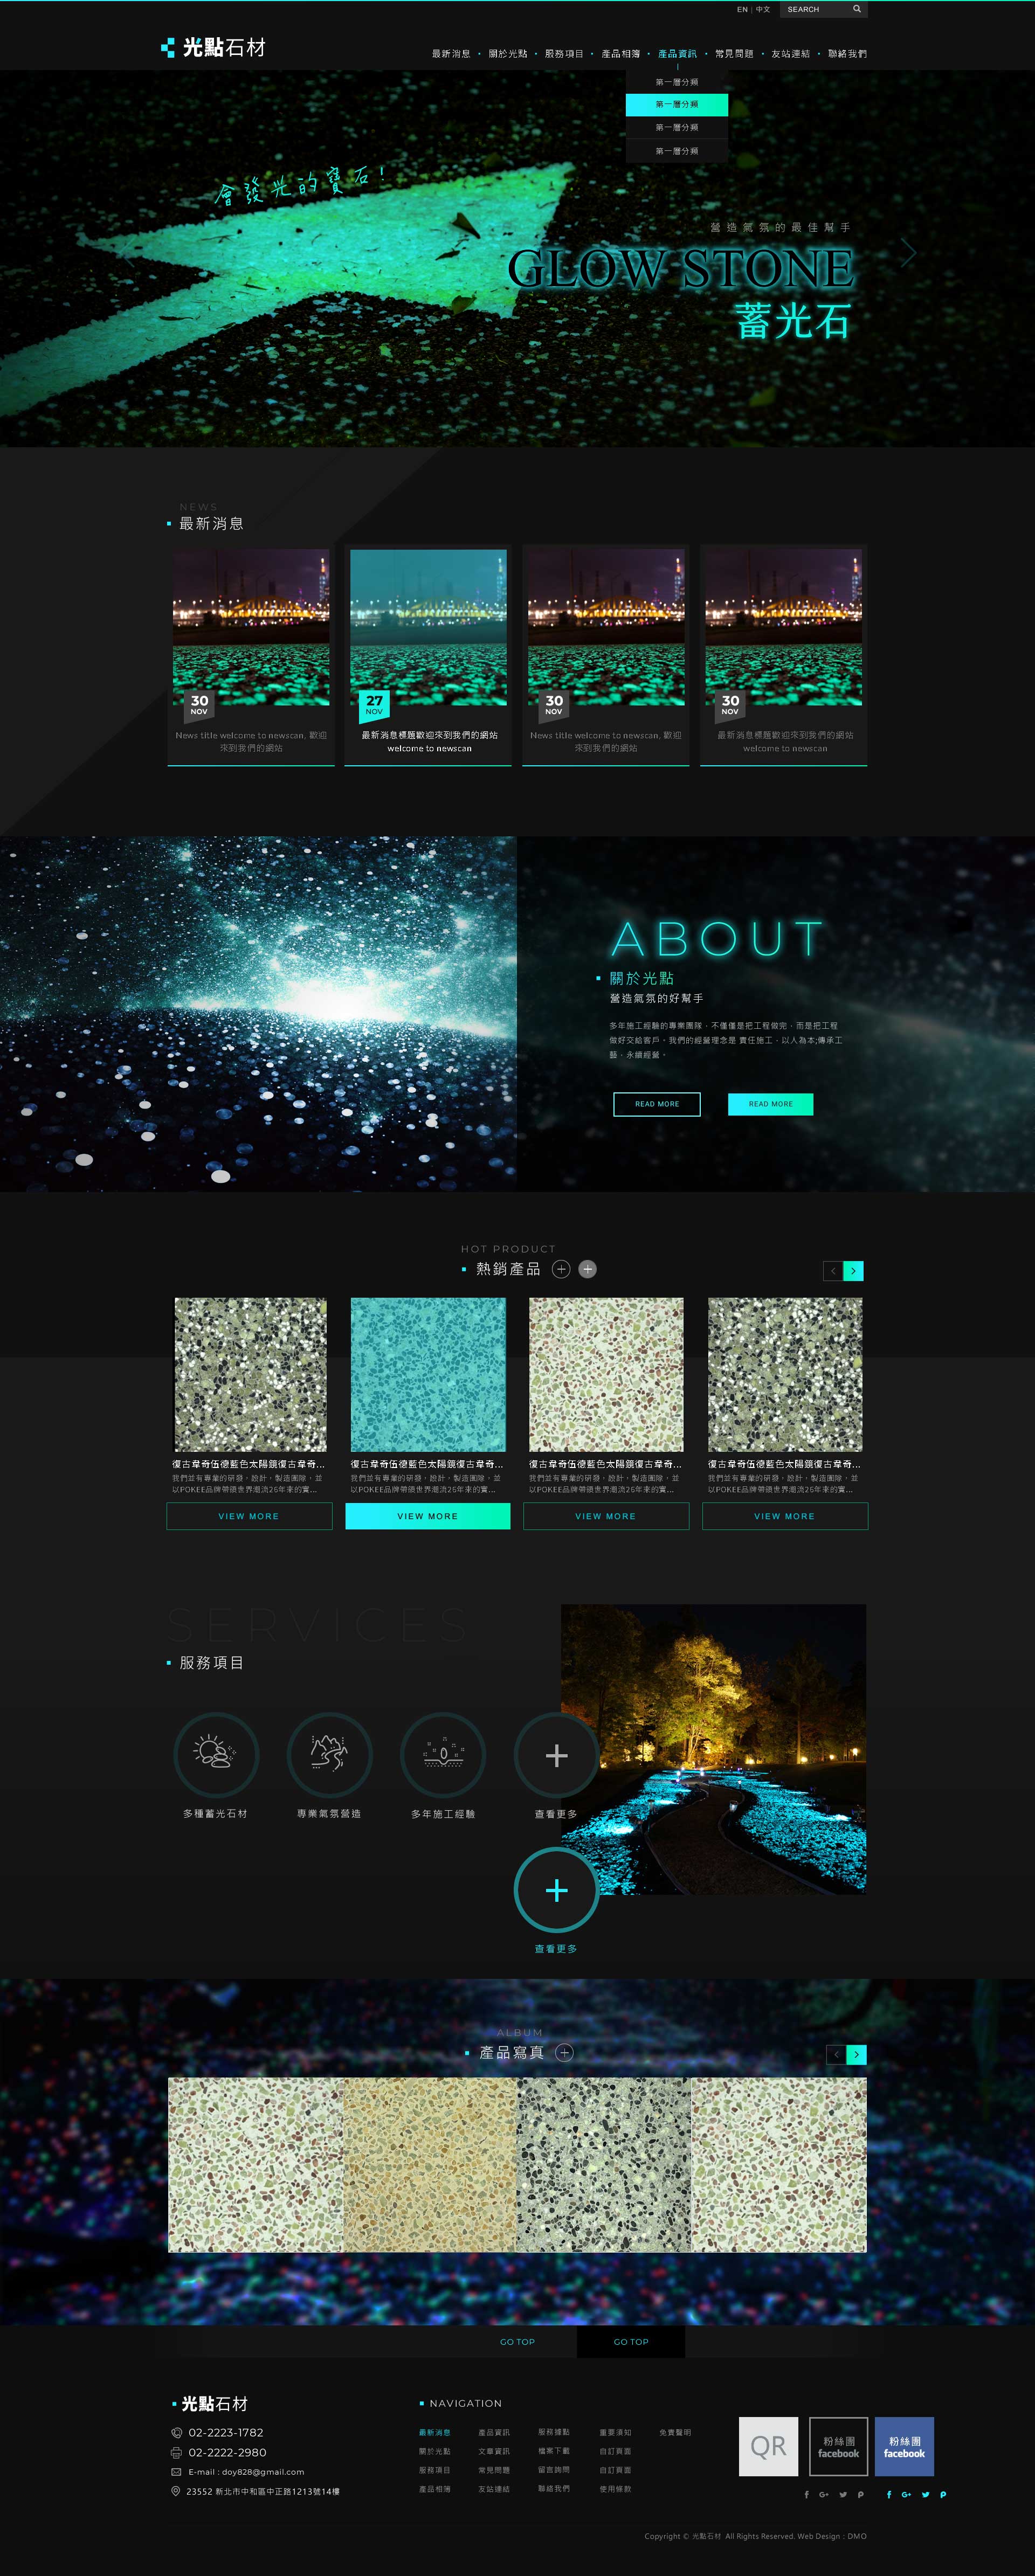 EN | 中文
SEARCH
光點石材
最新消息 • 關於光點 • 服務項目 • 產品相簿 • 產品資訊 • 常見問題 • 友站連結 • 聯絡我們
第一層分類
第一層分類
第一層分類
第一層分類
會發光的寶石!
營造氣氛的最佳幫手
GLOW STONE
蓄光石
NEWS
最新消息
30
NOV
News title welcome to newscan, 歡迎
來到我們的網站
27
NOV
最新消息標題歡迎來到我們的網站
welcome to newscan
30
NOV
News title welcome to newscan, 歡迎
來到我們的網站
30
NOV
最新消息標題歡迎來到我們的網站
welcome to newscan
ABOUT
關於光點
營造氣氛的好幫手
多年施工經驗的專業團隊，不僅僅是把工程做完，而是把工程
做好交給客戶。我們的經營理念是 責任施工，以人為本;傳承工
藝，永續經營。
READ MORE
READ MORE
HOT PRODUCT
熱銷產品
復古韋奇伍德藍色太陽鏡復古韋奇...
我們並有專業的研發，設計，製造團隊，並
以POKEE品牌帶領世界潮流26年來的實...
VIEW MORE
復古韋奇伍德藍色太陽鏡復古韋奇...
我們並有專業的研發，設計，製造團隊，並
以POKEE品牌帶領世界潮流26年來的實...
VIEW MORE
復古韋奇伍德藍色太陽鏡復古韋奇...
我們並有專業的研發，設計，製造團隊，並
以POKEE品牌帶領世界潮流26年來的實...
VIEW MORE
復古韋奇伍德藍色太陽鏡復古韋奇...
我們並有專業的研發，設計，製造團隊，並
以POKEE品牌帶領世界潮流26年來的實...
VIEW MORE
SERVICES
服務項目
多種蓄光石材
專業氣氛營造
多年施工經驗
查看更多
查看更多
ALBUM
產品寫真
GO TOP
GO TOP
光點石材
02-2223-1782
02-2222-2980
E-mail : doy828@gmail.com
23552 新北市中和區中正路1213號14樓
NAVIGATION
最新消息 產品資訊 服務據點 重要須知 免責聲明
關於光點 文章資訊 檔案下載 自訂頁面
服務項目 常見問題 留言詢問 自訂頁面
產品相簿 友站連結 聯絡我們 使用條款
QR
粉絲團
facebook
粉絲團
facebook
Copyright © 光點石材 All Rights Reserved. Web Design : DMO